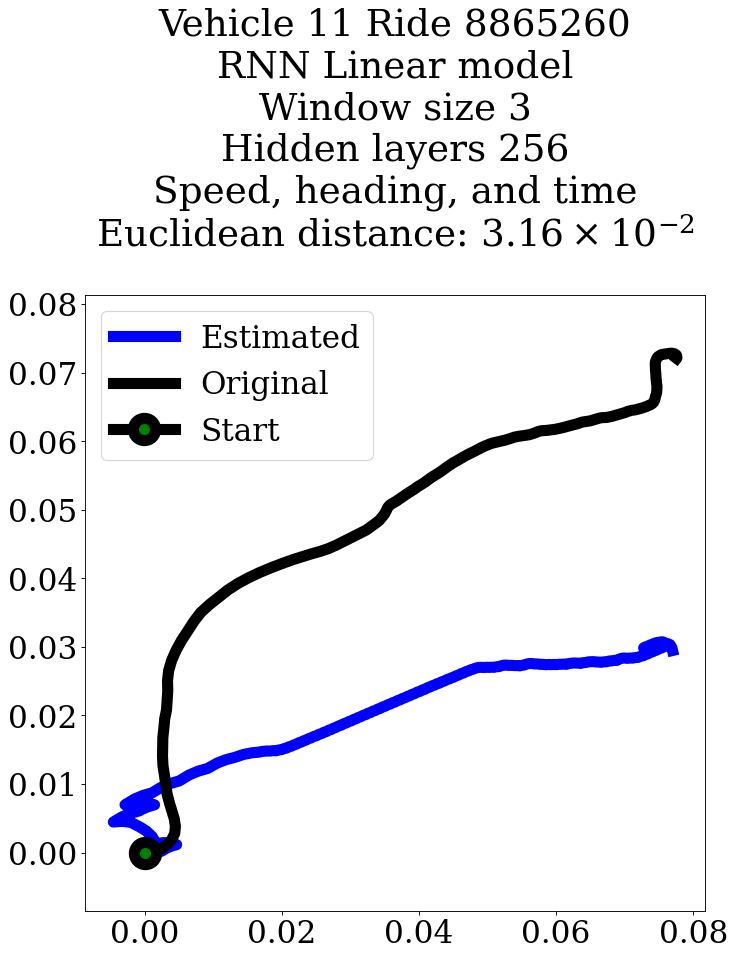 Vehicle 11 Ride 8865260
RNN Linear model
Window size 3
Hidden layers 256
Speed, heading, and time
Euclidean distance: 3.16 × 10⁻²
0.08
0.07
0.06
0.05
0.04
0.03
0.02
0.01
0.00
Estimated
Original
Start
0.00 0.02 0.04 0.06 0.08